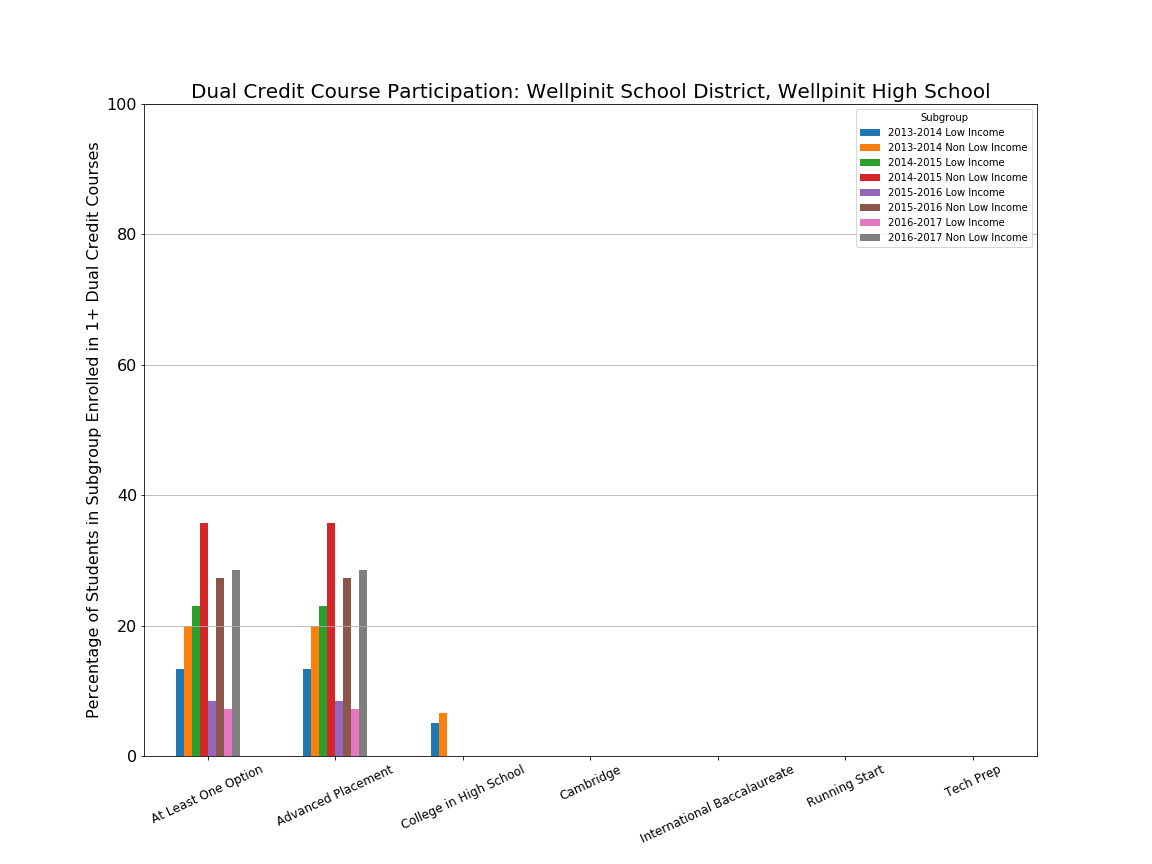 Dual Credit Course Participation: Wellpinit School District, Wellpinit High School
Percentage of Students in Subgroup Enrolled in 1+ Dual Credit Courses
100
80
60
40
20
0
Subgroup
2013-2014 Low Income
2013-2014 Non Low Income
2014-2015 Low Income
2014-2015 Non Low Income
2015-2016 Low Income
2015-2016 Non Low Income
2016-2017 Low Income
2016-2017 Non Low Income
At Least One Option
Advanced Placement
College in High School
Cambridge
International Baccalaureate
Running Start
Tech Prep